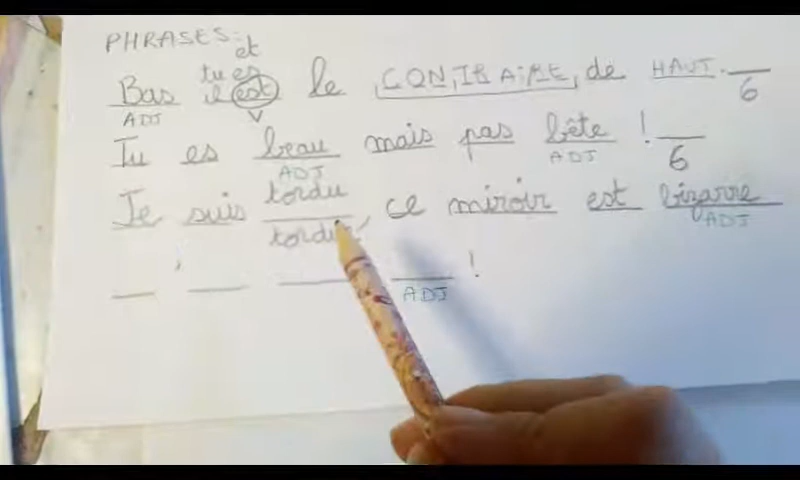 PHRASES:
et
tu es
Bas il est le CONTRAIRE de HAUT. 6
ADJ V
Tu es beau mais pas bête ! 6
ADJ ADJ
Je suis tordu, ce miroir est bizarre
tordu ADJ
, !
ADJ